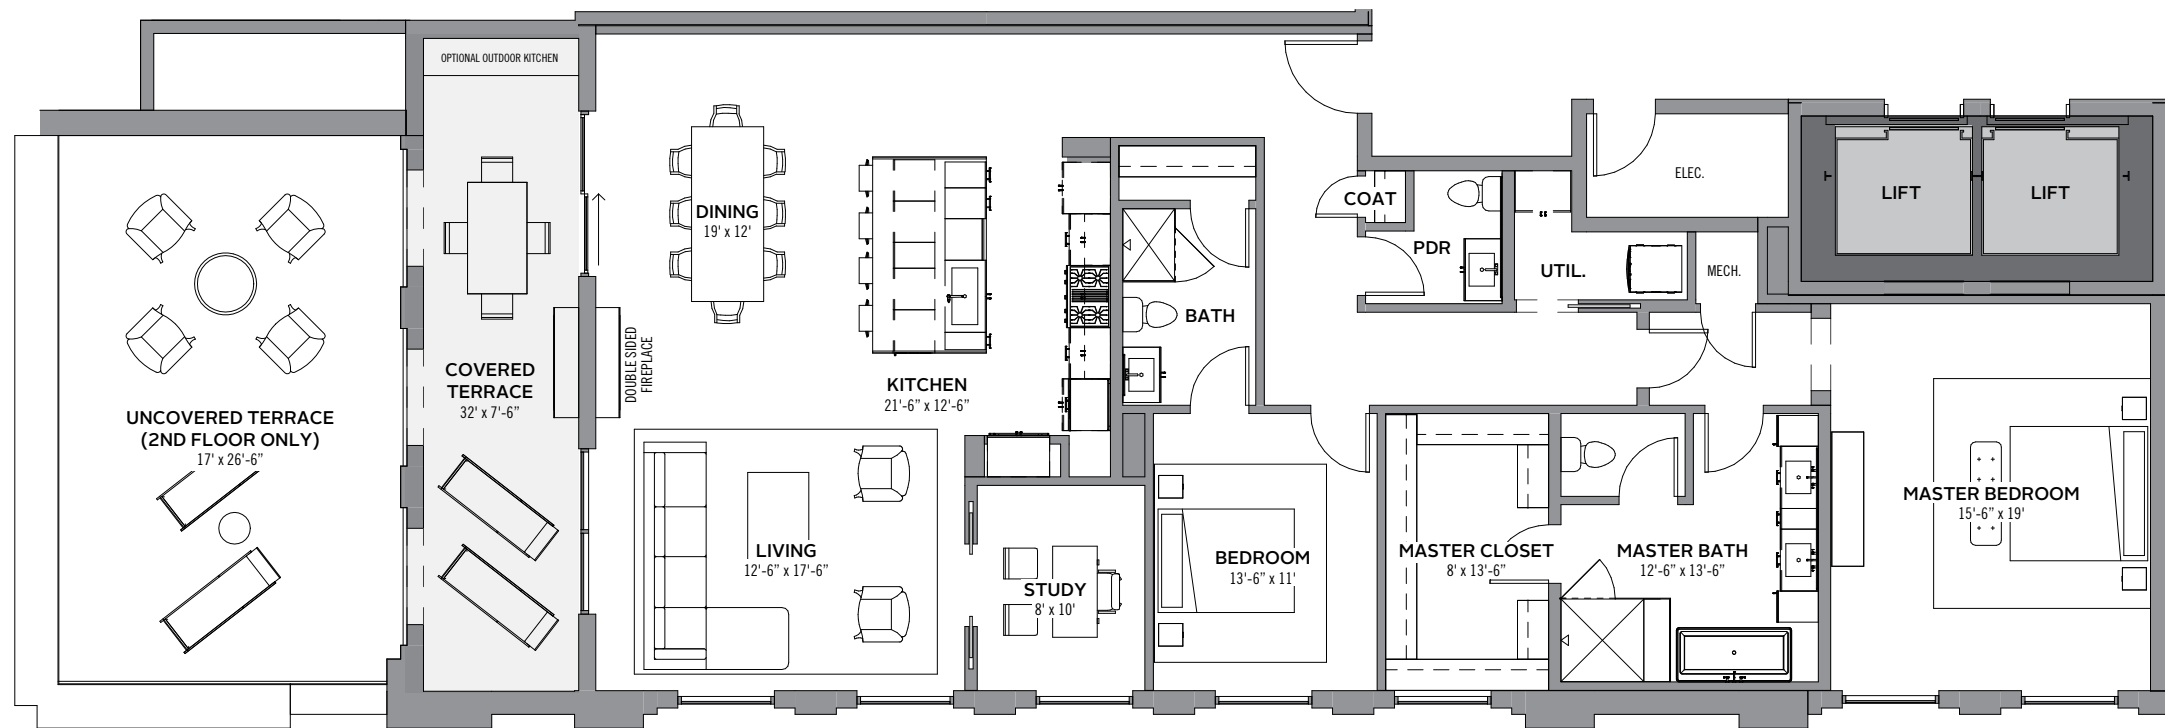 OPTIONAL OUTDOOR KITCHEN
UNCOVERED TERRACE
(2ND FLOOR ONLY)
17' x 26'-6”
COVERED
TERRACE
32' x 7'-6”
DOUBLE SIDED
FIREPLACE
DINING
19' x 12'
KITCHEN
21'-6” x 12'-6”
LIVING
12'-6” x 17'-6”
STUDY
8' x 10'
BATH
BEDROOM
13'-6” x 11'
COAT
PDR
UTIL.
ELEC.
MECH.
LIFT
LIFT
MASTER CLOSET
8' x 13'-6”
MASTER BATH
12'-6” x 13'-6”
MASTER BEDROOM
15'-6” x 19'